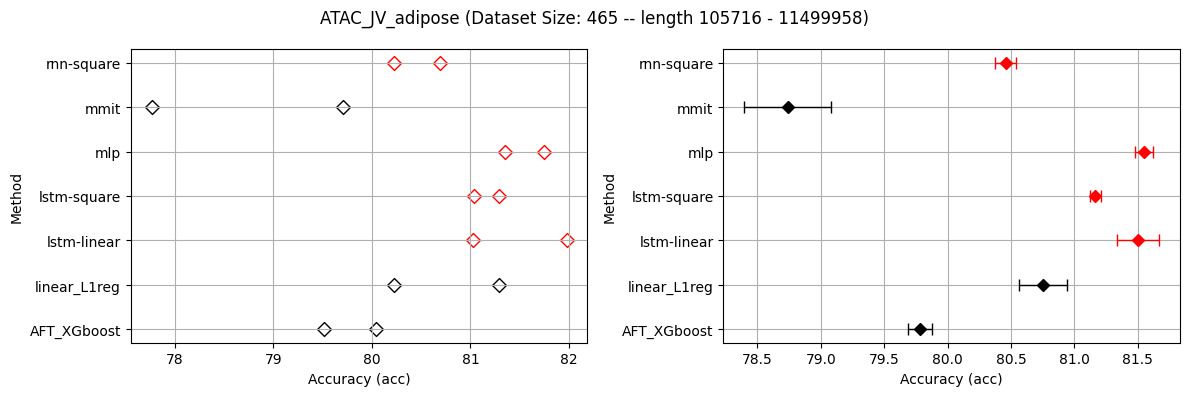 ATAC_JV_adipose (Dataset Size: 465 -- length 105716 - 11499958)
Method
rnn-square
mmit
mlp
lstm-square
lstm-linear
linear_L1reg
AFT_XGboost
78 79 80 81 82
Accuracy (acc)
Method
rnn-square
mmit
mlp
lstm-square
lstm-linear
linear_L1reg
AFT_XGboost
78.5 79.0 79.5 80.0 80.5 81.0 81.5
Accuracy (acc)